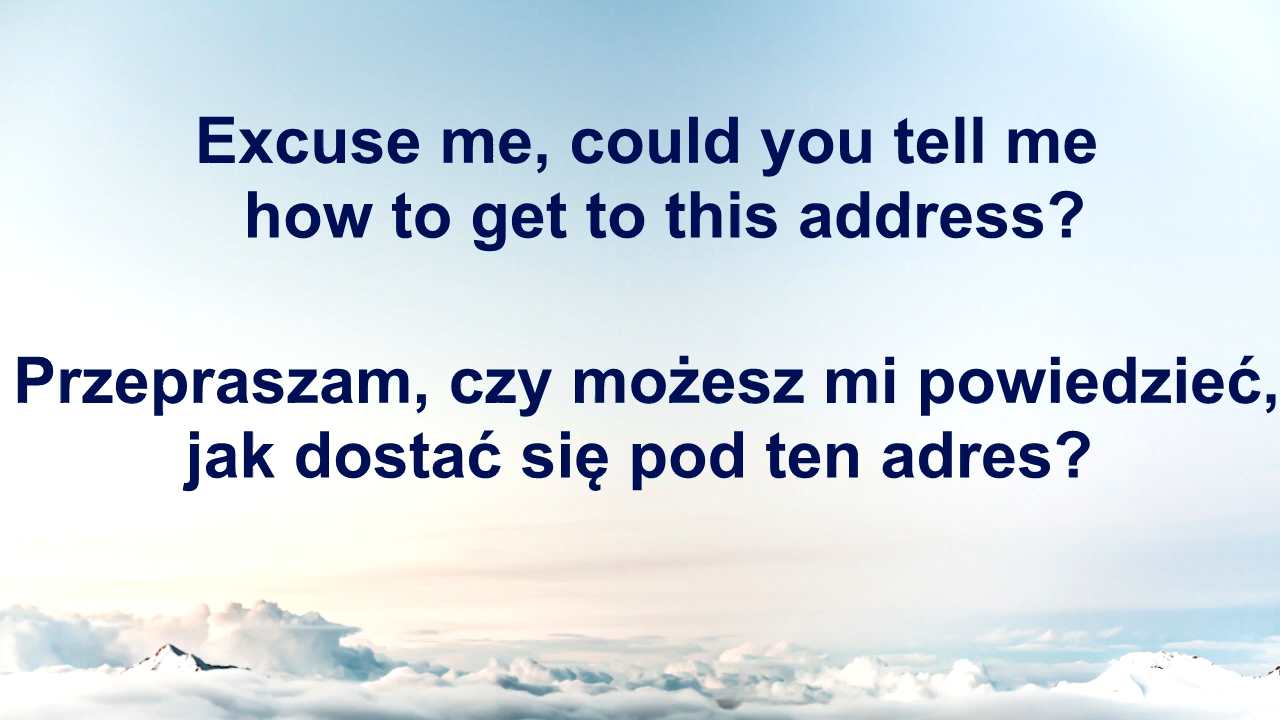 Excuse me, could you tell me
how to get to this address?
Przepraszam, czy możesz mi powiedzieć,
jak dostać się pod ten adres?